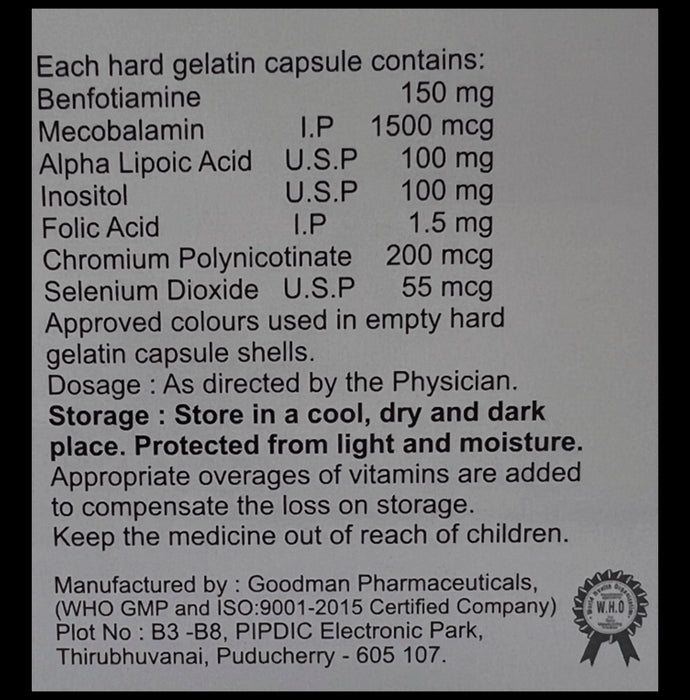 Each hard gelatin capsule contains:
Benfotiamine 150 mg
Mecobalamin I.P 1500 mcg
Alpha Lipoic Acid U.S.P 100 mg
Inositol U.S.P 100 mg
Folic Acid I.P 1.5 mg
Chromium Polynicotinate 200 mcg
Selenium Dioxide U.S.P 55 mcg
Approved colours used in empty hard
gelatin capsule shells.
Dosage : As directed by the Physician.
Storage : Store in a cool, dry and dark
place. Protected from light and moisture.
Appropriate overages of vitamins are added
to compensate the loss on storage.
Keep the medicine out of reach of children.
Manufactured by : Goodman Pharmaceuticals,
(WHO GMP and ISO:9001-2015 Certified Company)
Plot No : B3 -B8, PIPDIC Electronic Park,
Thirubhuvanai, Puducherry - 605 107.
World Health Organization
W.H.O